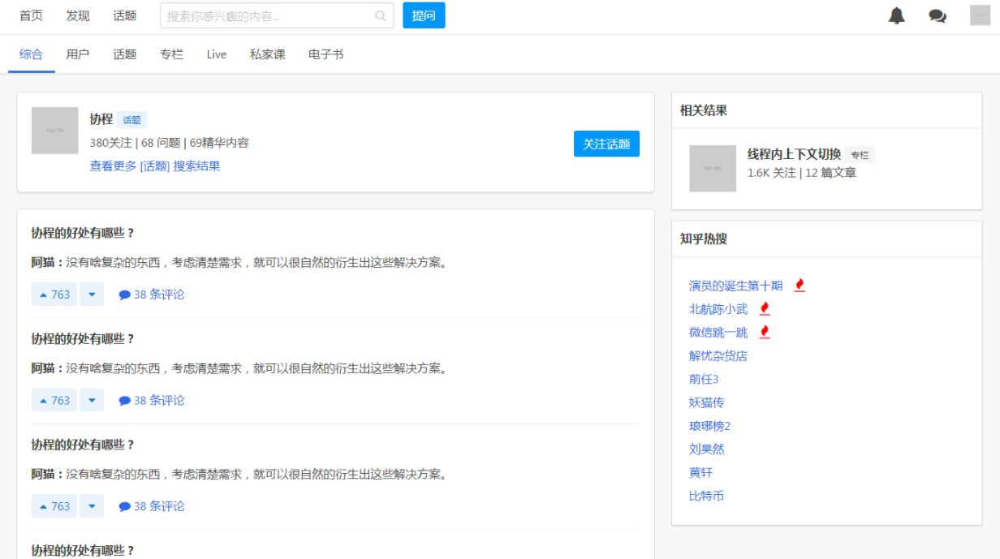 首页 发现 话题 搜索你感兴趣的内容... 提问
综合 用户 话题 专栏 Live 私家课 电子书
协程 话题
380关注 | 68 问题 | 69精华内容
查看更多 [话题] 搜索结果
关注话题
协程的好处有哪些？
阿猫：没有啥复杂的东西，考虑清楚需求，就可以很自然的衍生出这些解决方案。
763 38 条评论
协程的好处有哪些？
阿猫：没有啥复杂的东西，考虑清楚需求，就可以很自然的衍生出这些解决方案。
763 38 条评论
协程的好处有哪些？
阿猫：没有啥复杂的东西，考虑清楚需求，就可以很自然的衍生出这些解决方案。
763 38 条评论
协程的好处有哪些？
相关结果
线程内上下文切换 专栏
1.6K 关注 | 12 篇文章
知乎热搜
演员的诞生第十期
北航陈小武
微信跳一跳
解忧杂货店
前任3
妖猫传
琅琊榜2
刘昊然
黄轩
比特币